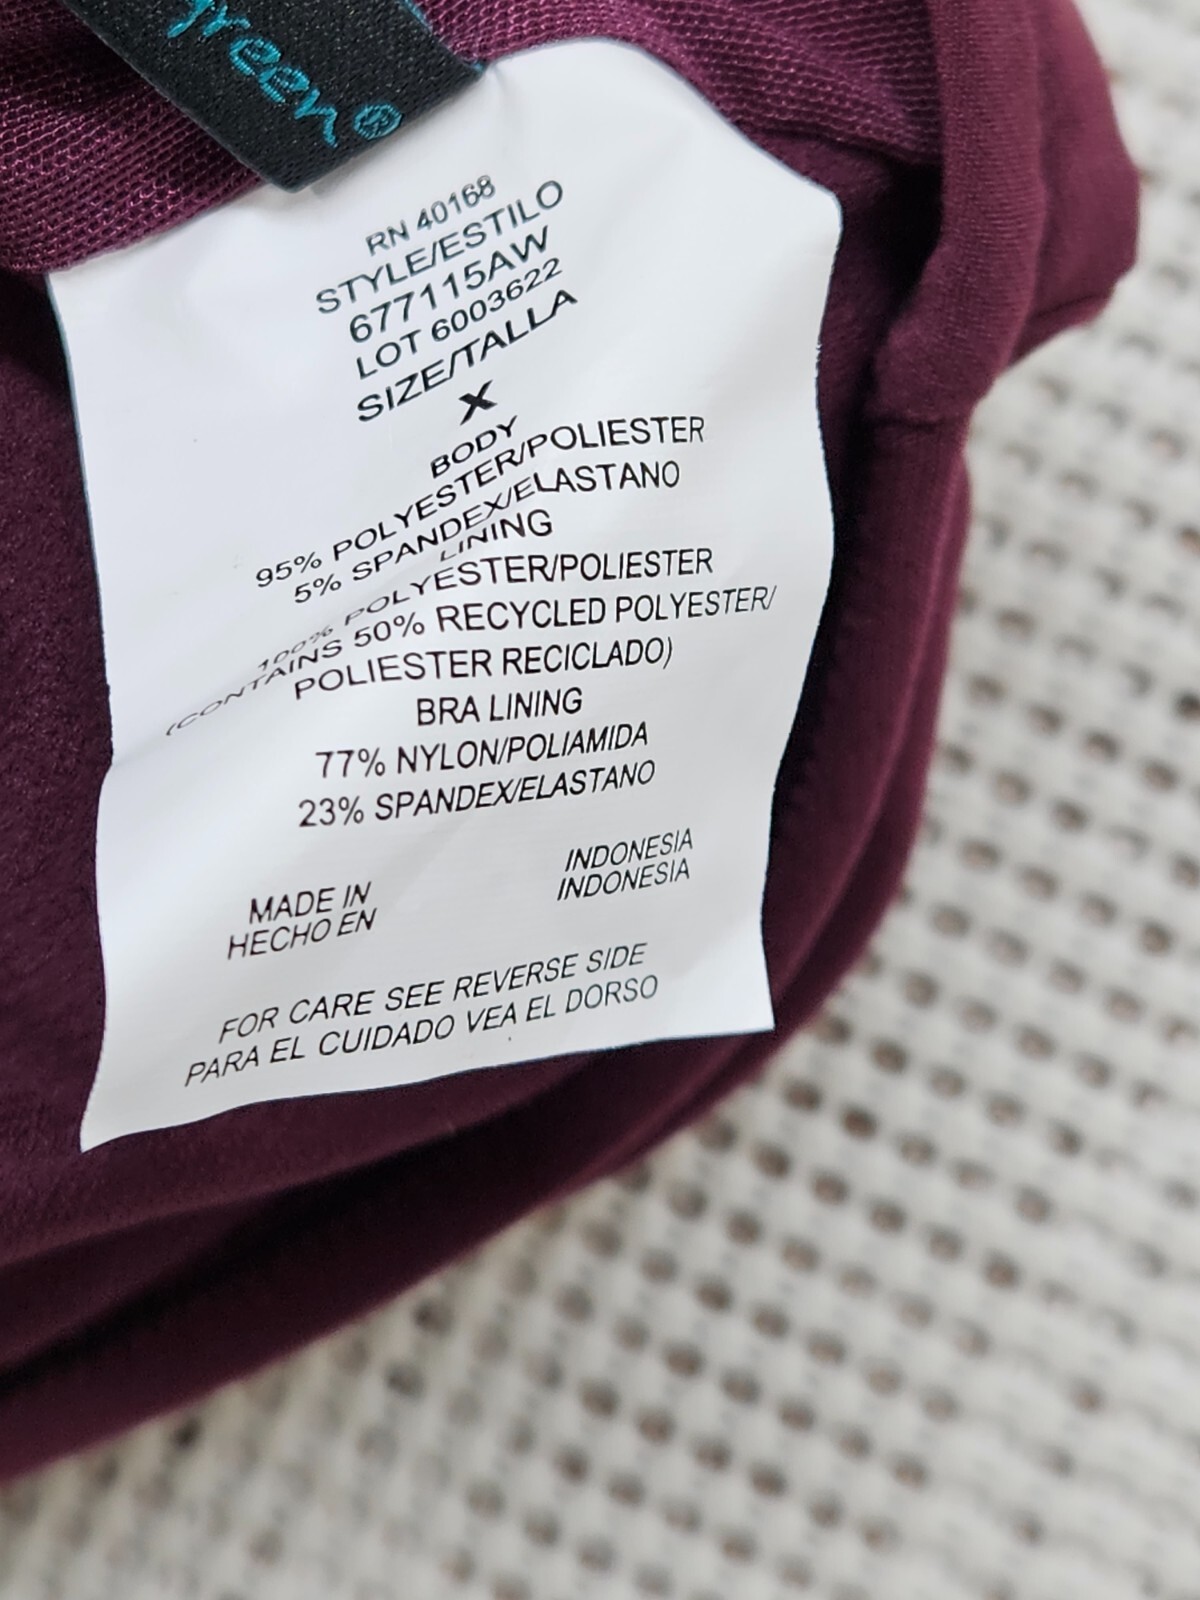 green®
RN 40168
STYLE/ESTILO
677115AW
LOT 6003622
SIZE/TALLA
X
BODY
95% POLYESTER/POLIESTER
5% SPANDEX/ELASTANO
LINING
100% POLYESTER/POLIESTER
(CONTAINS 50% RECYCLED POLYESTER/
POLIESTER RECICLADO)
BRA LINING
77% NYLON/POLIAMIDA
23% SPANDEX/ELASTANO
MADE IN INDONESIA
HECHO EN INDONESIA
FOR CARE SEE REVERSE SIDE
PARA EL CUIDADO VEA EL DORSO